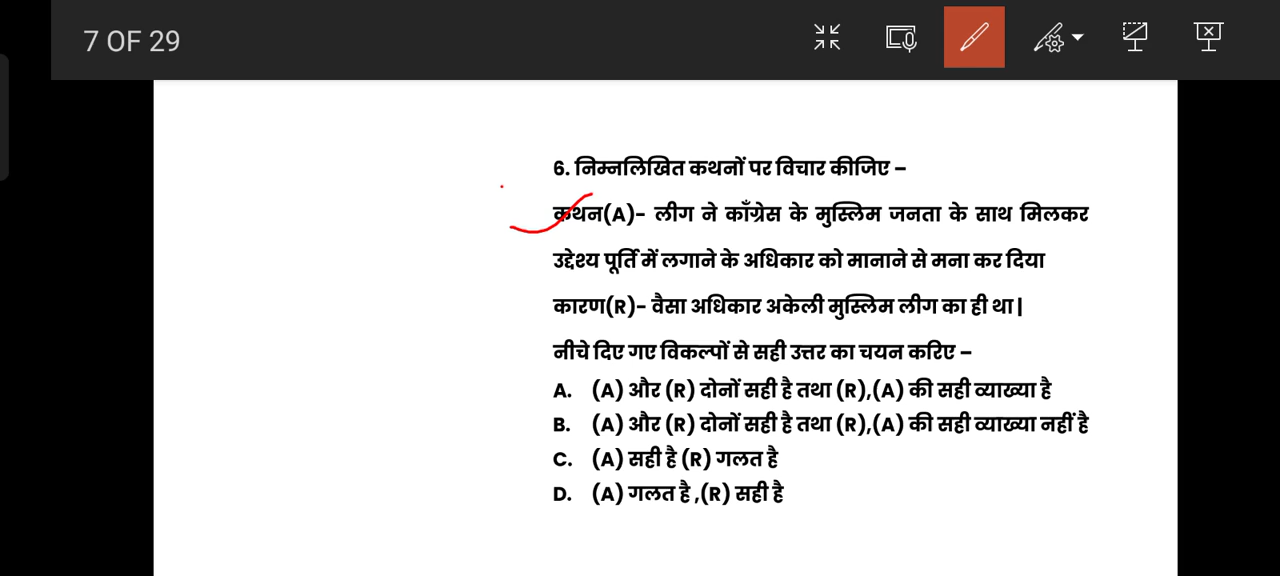 7 OF 29
6. निम्नलिखित कथनों पर विचार कीजिए –
कथन(A)- लीग ने काँग्रेस के मुस्लिम जनता के साथ मिलकर
उद्देश्य पूर्ति में लगाने के अधिकार को मानाने से मना कर दिया
कारण(R)- वैसा अधिकार अकेली मुस्लिम लीग का ही था|
नीचे दिए गए विकल्पों से सही उत्तर का चयन करिए –
A. (A) और (R) दोनों सही है तथा (R),(A) की सही व्याख्या है
B. (A) और (R) दोनों सही है तथा (R),(A) की सही व्याख्या नहीं है
C. (A) सही है (R) गलत है
D. (A) गलत है ,(R) सही है